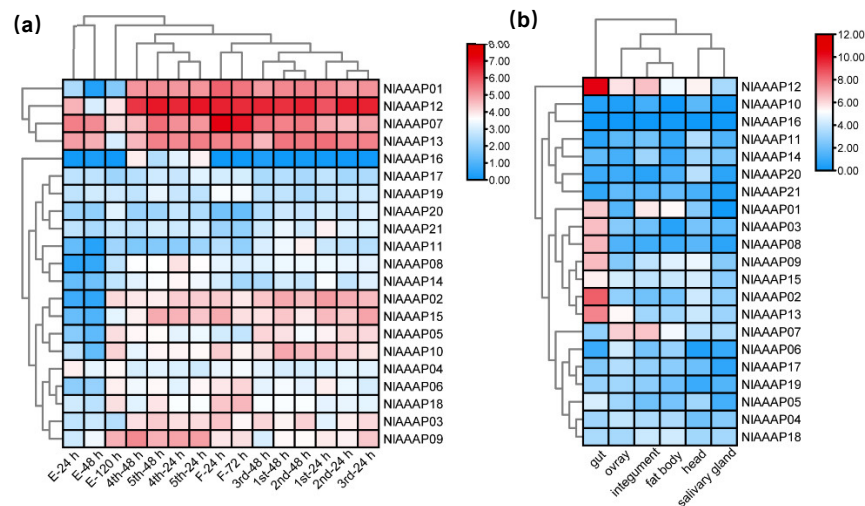 (a)
8.00
7.00
6.00
5.00
4.00
3.00
2.00
1.00
0.00
NlAAAP01
NlAAAP12
NlAAAP07
NlAAAP13
NlAAAP16
NlAAAP17
NlAAAP19
NlAAAP20
NlAAAP21
NlAAAP11
NlAAAP08
NlAAAP14
NlAAAP02
NlAAAP15
NlAAAP05
NlAAAP10
NlAAAP04
NlAAAP06
NlAAAP18
NlAAAP03
NlAAAP09
E-24 h
E-48 h
E-120 h
4th-48 h
5th-48 h
4th-24 h
5th-24 h
F-24 h
F-72 h
3rd-48 h
1st-48 h
2nd-48 h
1st-24 h
2nd-24 h
3rd-24 h
(b)
12.00
10.00
8.00
6.00
4.00
2.00
0.00
NlAAAP12
NlAAAP10
NlAAAP16
NlAAAP11
NlAAAP14
NlAAAP20
NlAAAP21
NlAAAP01
NlAAAP03
NlAAAP08
NlAAAP09
NlAAAP15
NlAAAP02
NlAAAP13
NlAAAP07
NlAAAP06
NlAAAP17
NlAAAP19
NlAAAP05
NlAAAP04
NlAAAP18
gut
ovray
integument
fat body
head
salivary gland